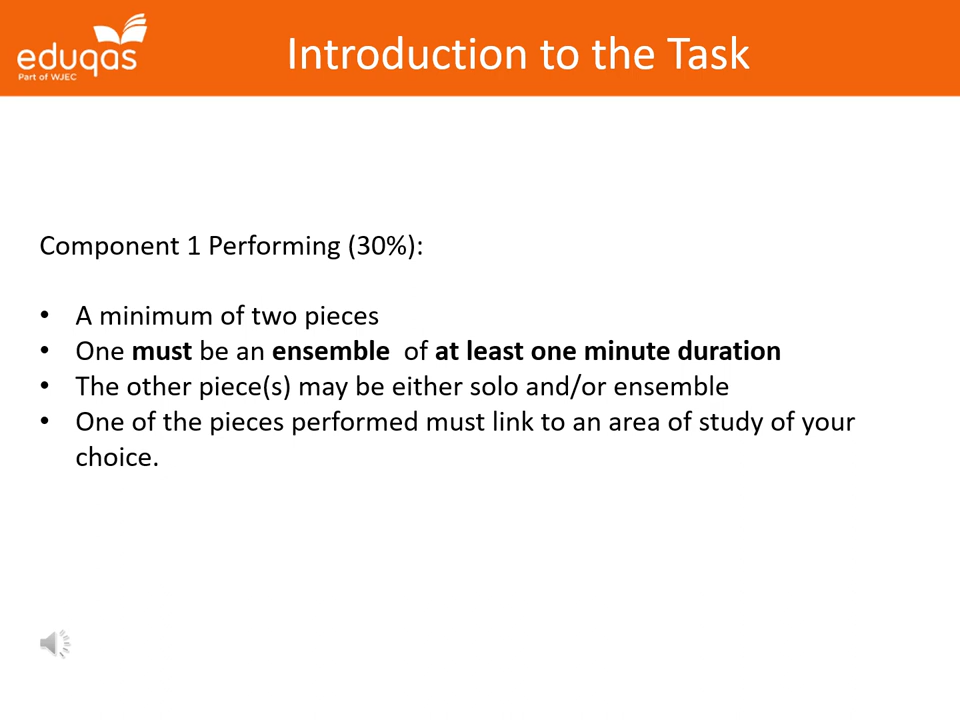 eduqas
Part of WJEC
Introduction to the Task
Component 1 Performing (30%):
• A minimum of two pieces
• One must be an ensemble of at least one minute duration
• The other piece(s) may be either solo and/or ensemble
• One of the pieces performed must link to an area of study of your
choice.